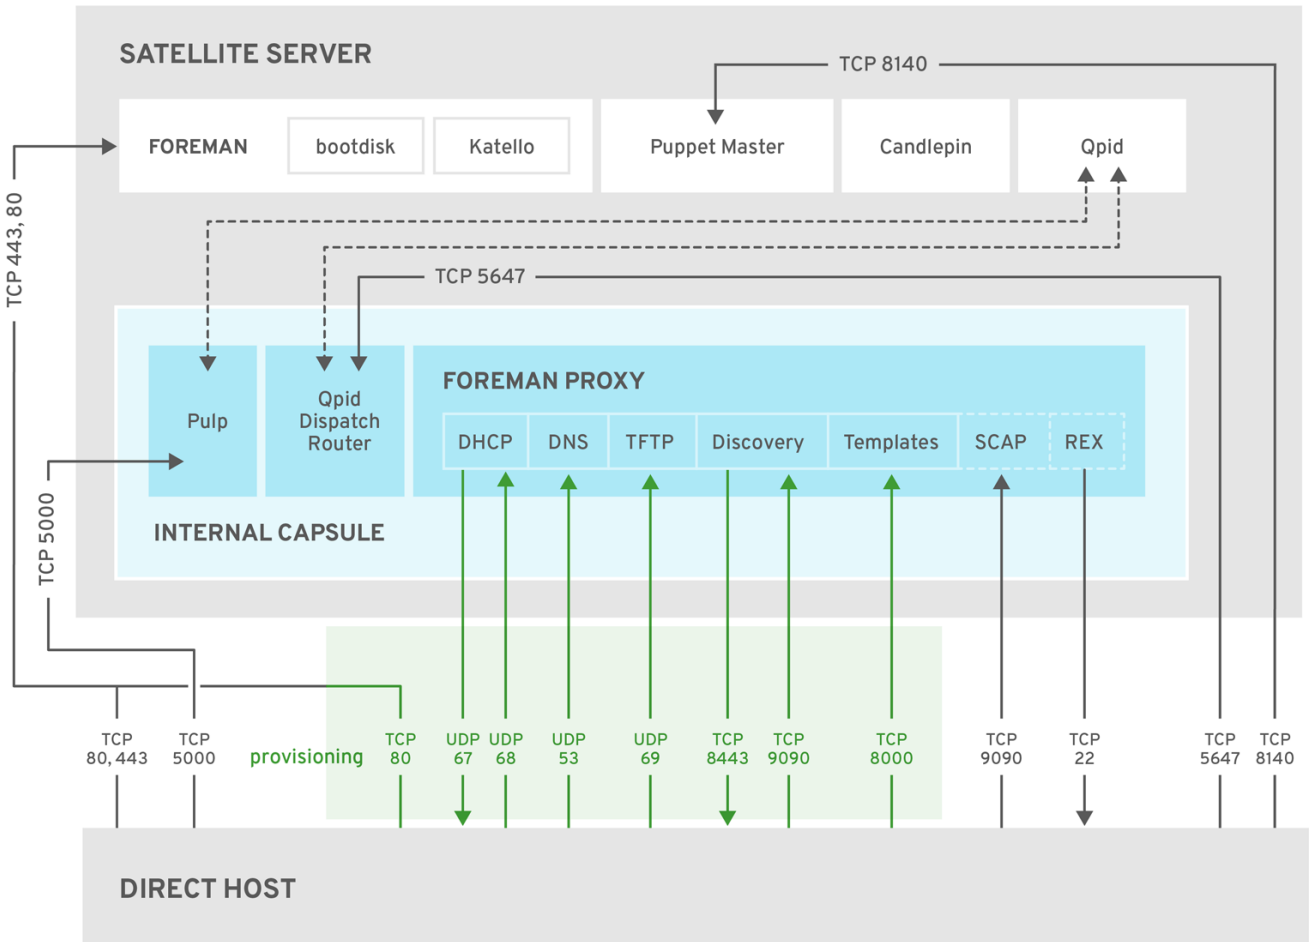 SATELLITE SERVER
TCP 8140
FOREMAN
bootdisk
Katello
Puppet Master
Candlepin
Qpid
TCP 443, 80
TCP 5647
FOREMAN PROXY
Pulp
Qpid
Dispatch
Router
DHCP
DNS
TFTP
Discovery
Templates
SCAP
REX
INTERNAL CAPSULE
TCP 5000
TCP
80, 443
TCP
5000
provisioning
TCP
80
UDP
67
UDP
68
UDP
53
UDP
69
TCP
8443
TCP
9090
TCP
8000
TCP
9090
TCP
22
TCP
5647
TCP
8140
DIRECT HOST